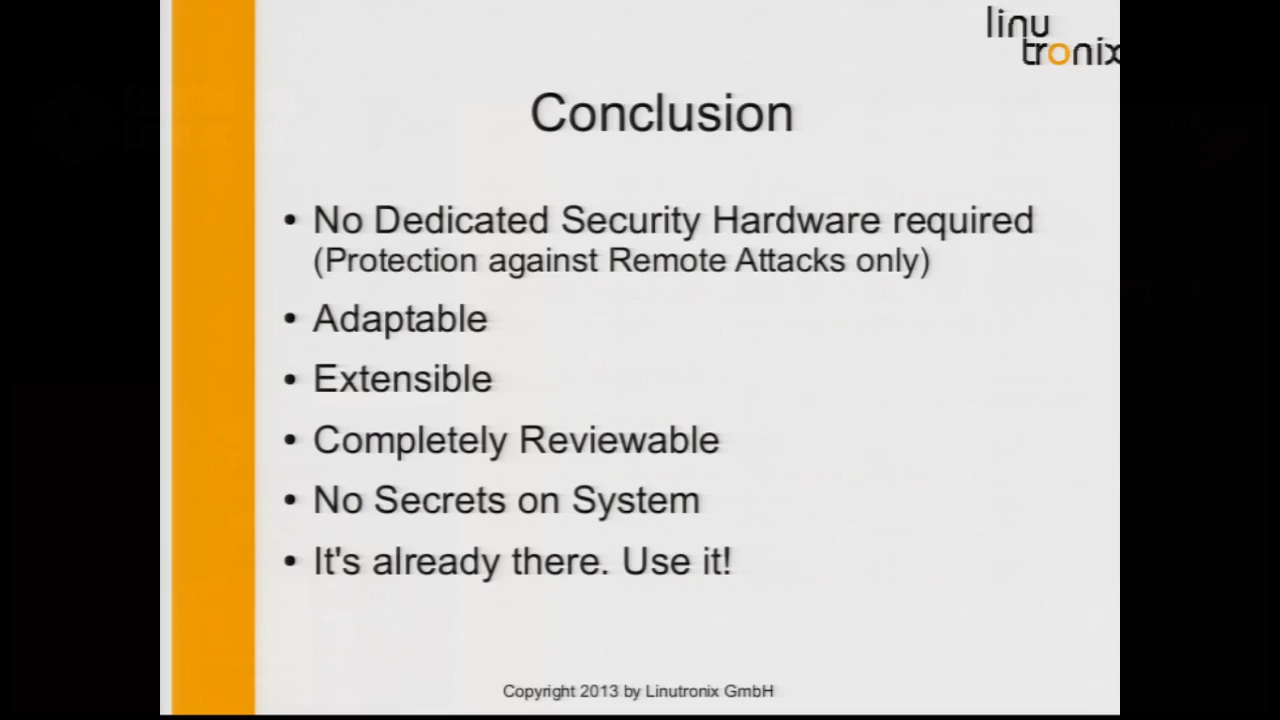 linu
tronix
Conclusion
• No Dedicated Security Hardware required
(Protection against Remote Attacks only)
• Adaptable
• Extensible
• Completely Reviewable
• No Secrets on System
• It's already there. Use it!
Copyright 2013 by Linutronix GmbH